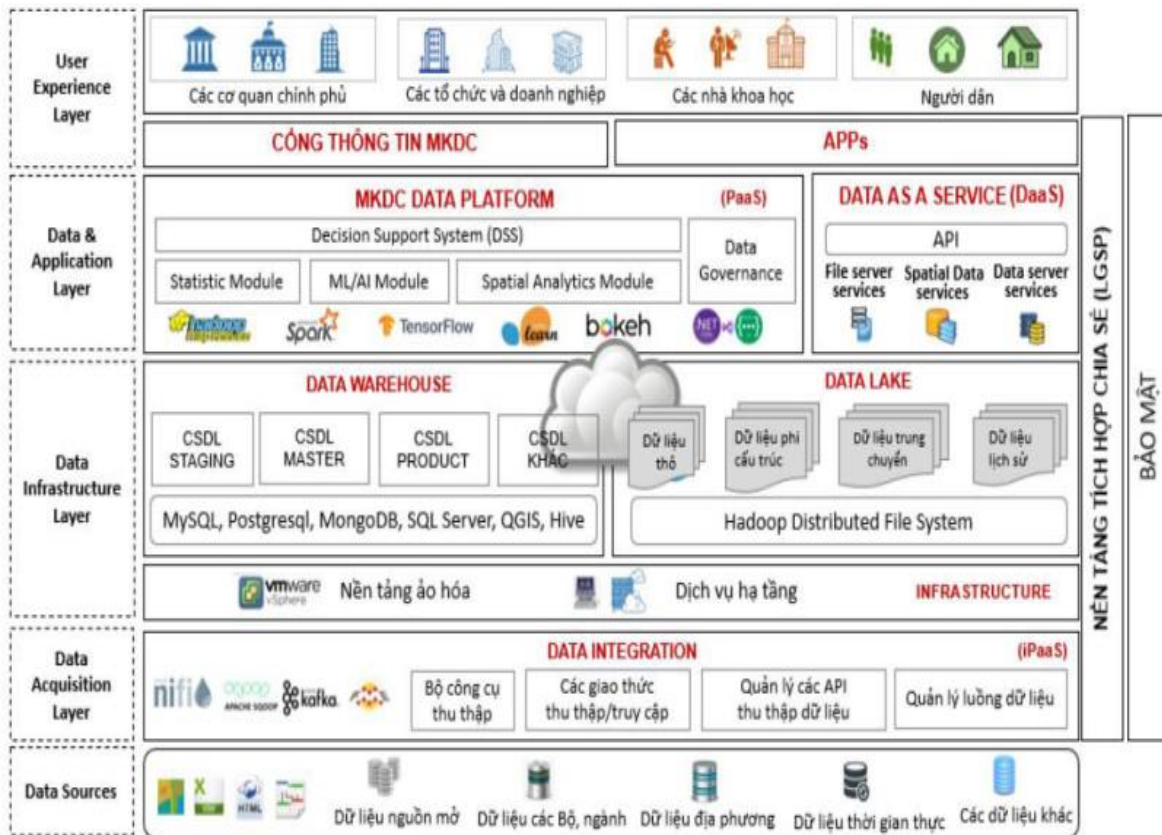 User
Experience
Layer
Các cơ quan chính phủ
Các tổ chức và doanh nghiệp
Các nhà khoa học
Người dân
CỔNG THÔNG TIN MKDC
APPs
Data &
Application
Layer
MKDC DATA PLATFORM
(PaaS)
Decision Support System (DSS)
Statistic Module
ML/AI Module
Spatial Analytics Module
Data
Governance
Spark
TensorFlow
learn
bokeh
.NET
DATA AS A SERVICE (DaaS)
API
File server
services
Spatial Data
services
Data server
services
Data
Infrastructure
Layer
DATA WAREHOUSE
CSDL
STAGING
CSDL
MASTER
CSDL
PRODUCT
CSDL
KHÁC
MySQL, Postgresql, MongoDB, SQL Server, QGIS, Hive
DATA LAKE
Dữ liệu
thô
Dữ liệu phi
cấu trúc
Dữ liệu trung
chuyển
Dữ liệu
lịch sử
Hadoop Distributed File System
vmware
vSphere
Nền tảng ảo hóa
Dịch vụ hạ tầng
INFRASTRUCTURE
Data
Acquisition
Layer
DATA INTEGRATION
(iPaaS)
nifi
APACHE SQOOP
kafka
Bộ công cụ
thu thập
Các giao thức
thu thập/truy cập
Quản lý các API
thu thập dữ liệu
Quản lý luồng dữ liệu
Data Sources
HTML
Dữ liệu nguồn mở
Dữ liệu các Bộ, ngành
Dữ liệu địa phương
Dữ liệu thời gian thực
Các dữ liệu khác
NỀN TẢNG TÍCH HỢP CHIA SẺ (LGSP)
BẢO MẬT